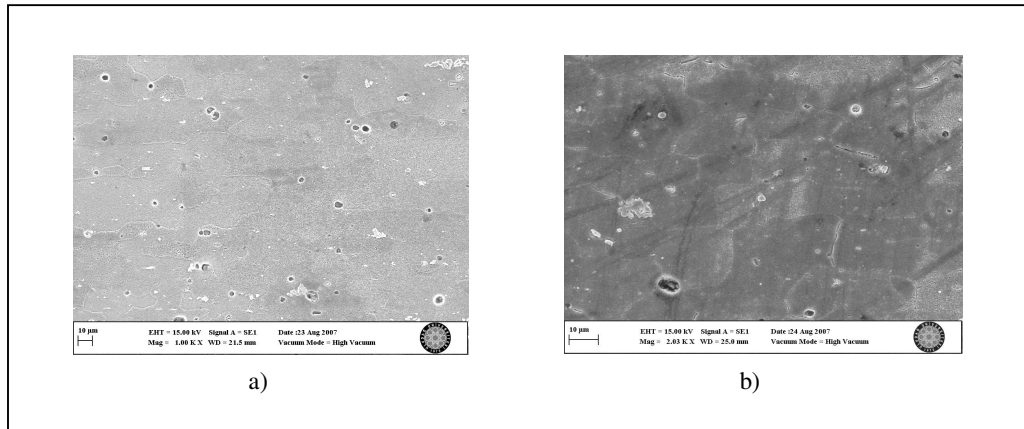 10 µm
EHT = 15.00 kV Signal A = SE1 Date :23 Aug 2007
Mag = 1.00 K X WD = 21.5 mm Vacuum Mode = High Vacuum
a)
10 µm
EHT = 15.00 kV Signal A = SE1 Date :24 Aug 2007
Mag = 2.03 K X WD = 25.0 mm Vacuum Mode = High Vacuum
b)